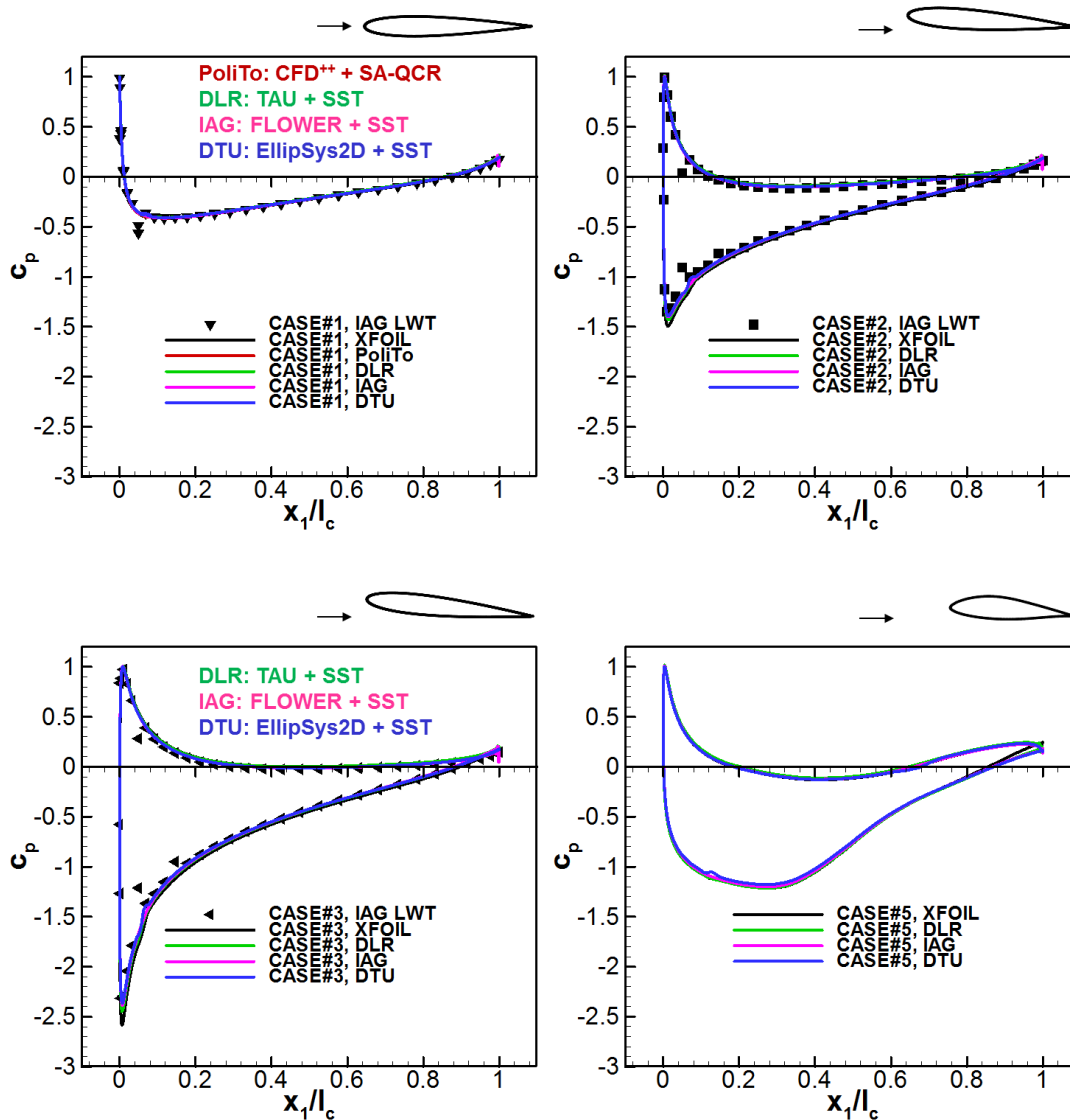 PoliTo: CFD++ + SA-QCR
DLR: TAU + SST
IAG: FLOWER + SST
DTU: EllipSys2D + SST
CASE#1, IAG LWT
CASE#1, XFOIL
CASE#1, PoliTo
CASE#1, DLR
CASE#1, IAG
CASE#1, DTU
cp
1
0.5
0
-0.5
-1
-1.5
-2
-2.5
-3
0
0.2
0.4
0.6
0.8
1
x1/lc
CASE#2, IAG LWT
CASE#2, XFOIL
CASE#2, DLR
CASE#2, IAG
CASE#2, DTU
cp
1
0.5
0
-0.5
-1
-1.5
-2
-2.5
-3
0
0.2
0.4
0.6
0.8
1
x1/lc
DLR: TAU + SST
IAG: FLOWER + SST
DTU: EllipSys2D + SST
CASE#3, IAG LWT
CASE#3, XFOIL
CASE#3, DLR
CASE#3, IAG
CASE#3, DTU
cp
1
0.5
0
-0.5
-1
-1.5
-2
-2.5
-3
0
0.2
0.4
0.6
0.8
1
x1/lc
CASE#5, XFOIL
CASE#5, DLR
CASE#5, IAG
CASE#5, DTU
cp
1
0.5
0
-0.5
-1
-1.5
-2
-2.5
-3
0
0.2
0.4
0.6
0.8
1
x1/lc